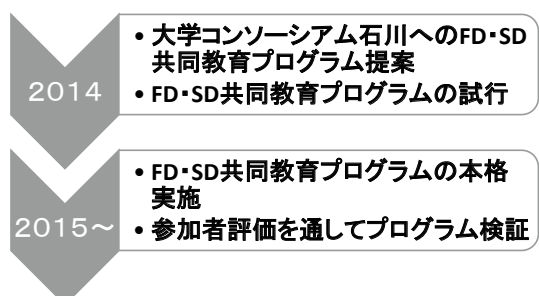 2014
• 大学コンソーシアム石川へのFD・SD
共同教育プログラム提案
• FD・SD共同教育プログラムの試行
2015～
• FD・SD共同教育プログラムの本格
実施
• 参加者評価を通してプログラム検証